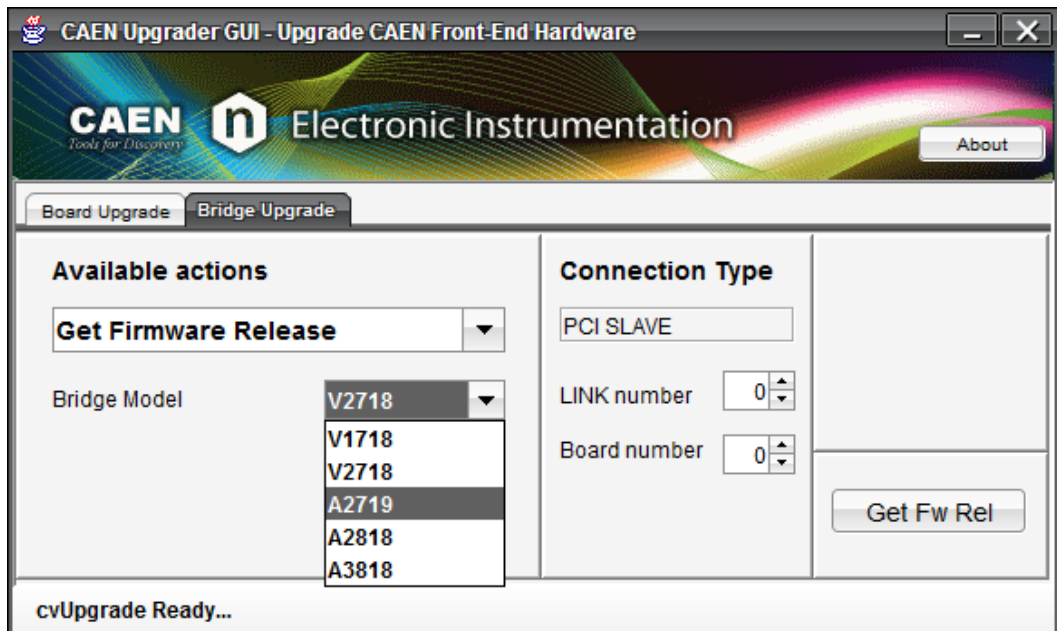 CAEN Upgrader GUI - Upgrade CAEN Front-End Hardware
CAEN n Electronic Instrumentation
Tools for Discovery
About
Board Upgrade Bridge Upgrade
Available actions
Get Firmware Release
Bridge Model V2718
V1718
V2718
A2719
A2818
A3818
Connection Type
PCI SLAVE
LINK number 0
Board number 0
Get Fw Rel
cvUpgrade Ready...